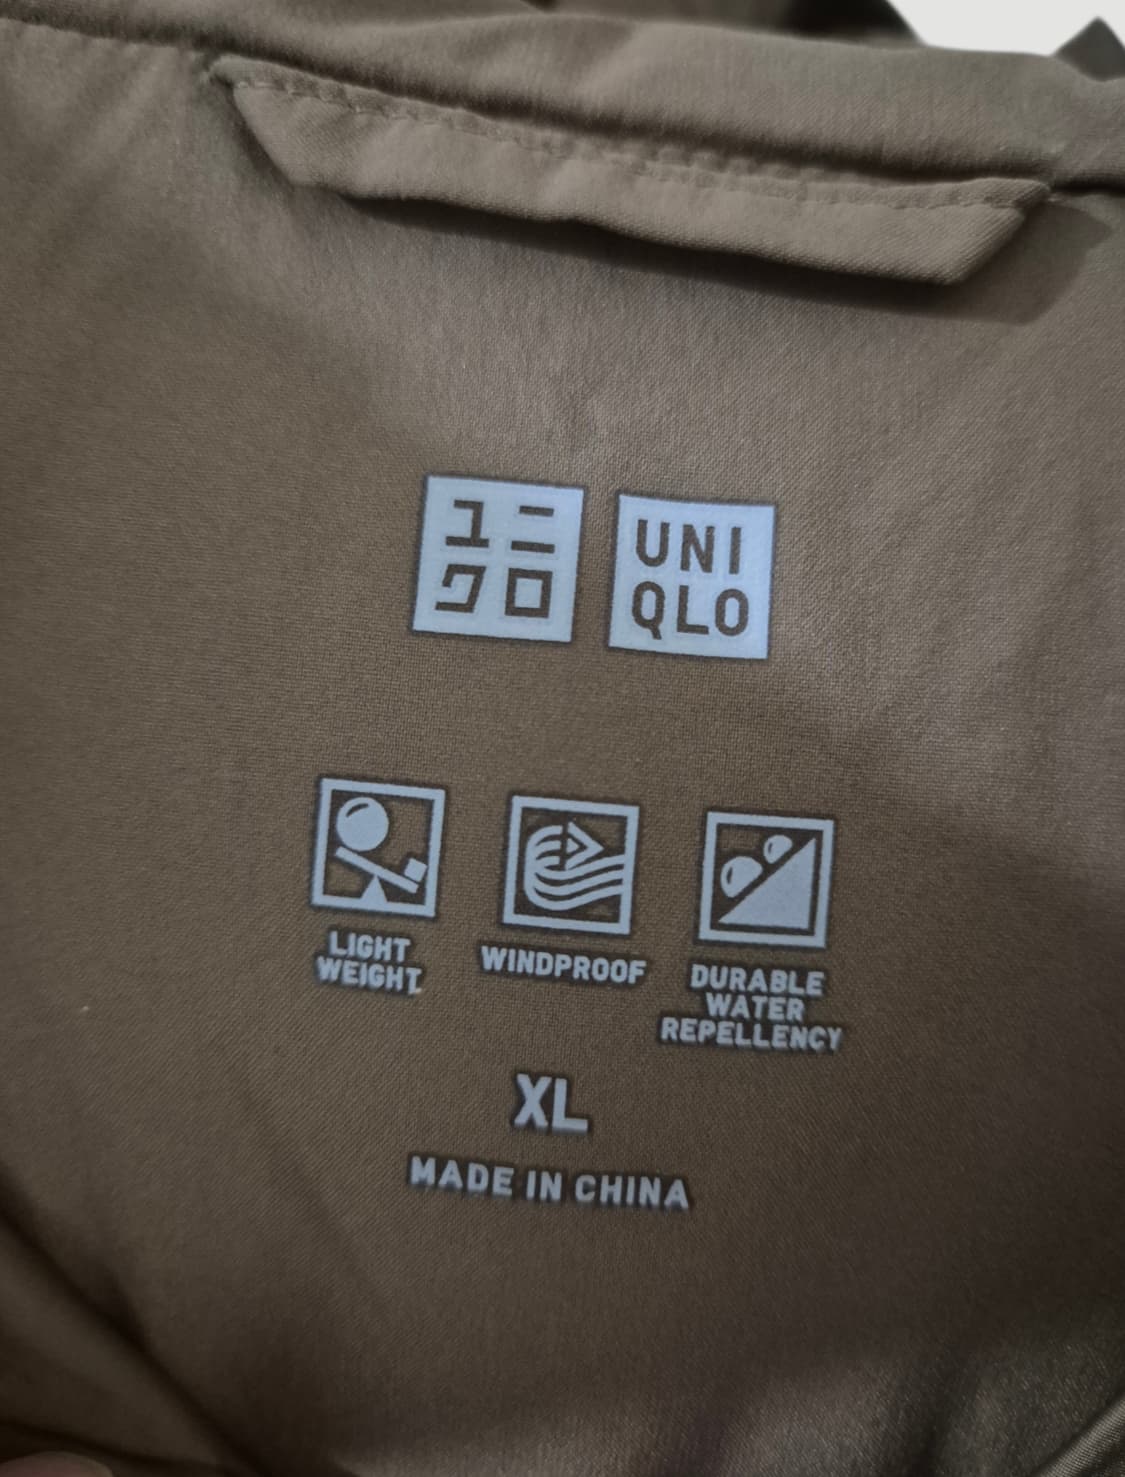 ユニ
クロ
UNI
QLO
LIGHT
WEIGHT
WINDPROOF
DURABLE
WATER
REPELLENCY
XL
MADE IN CHINA